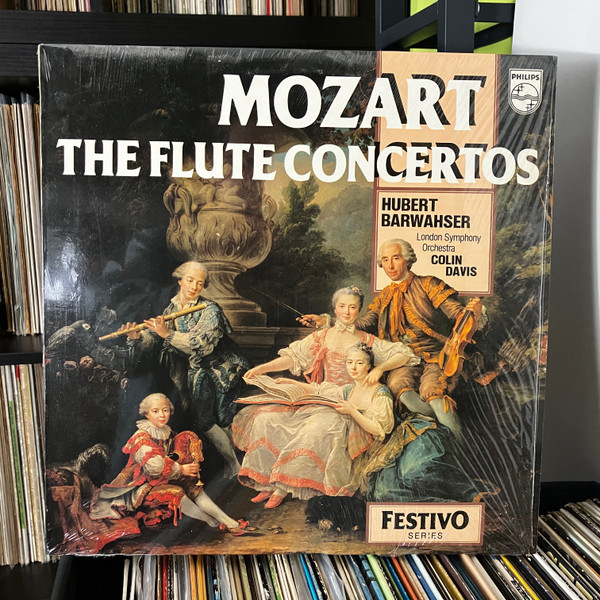 MOZART
PHILIPS
THE FLUTE CONCERTOS
HUBERT
BARWAHSER
London Symphony
Orchestra
COLIN
DAVIS
FESTIVO
SERIES